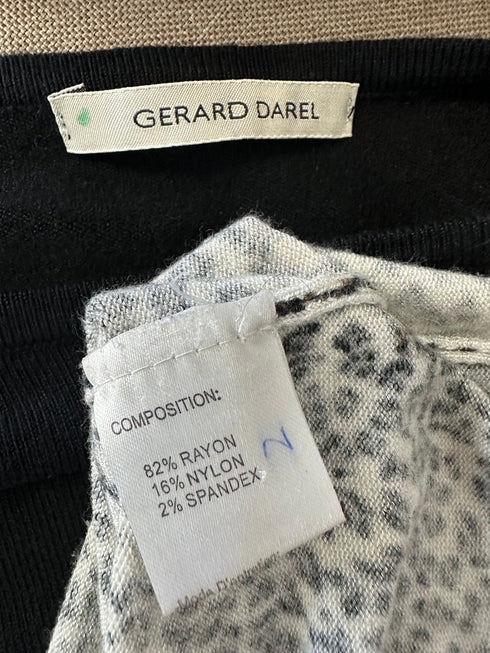 GERARD DAREL
COMPOSITION:
82% RAYON
16% NYLON
2% SPANDEX